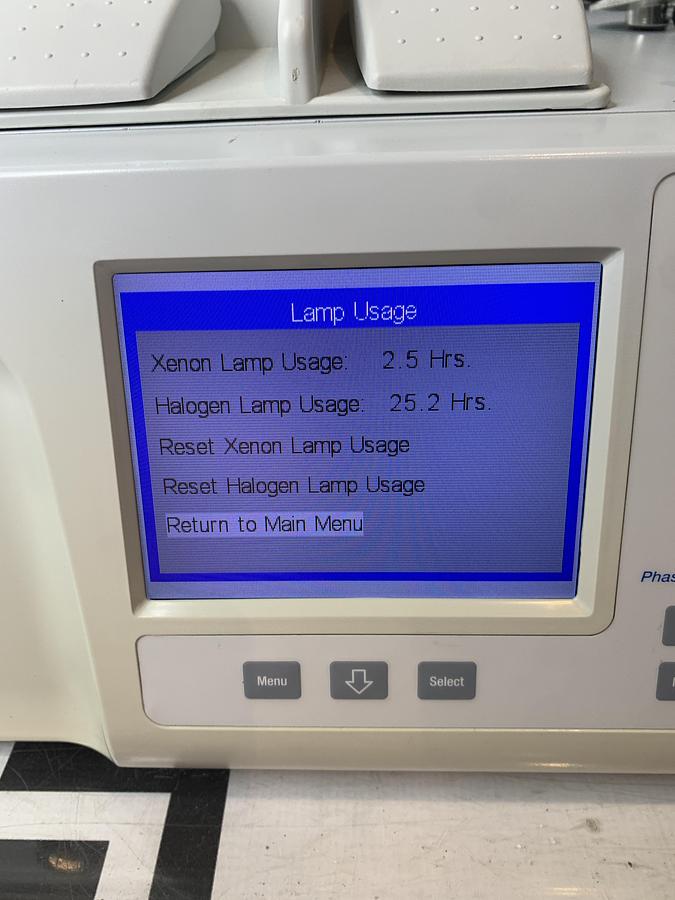 Lamp Usage
Xenon Lamp Usage: 2.5 Hrs.
Halogen Lamp Usage: 25.2 Hrs.
Reset Xenon Lamp Usage
Reset Halogen Lamp Usage
Return to Main Menu
Menu
Select